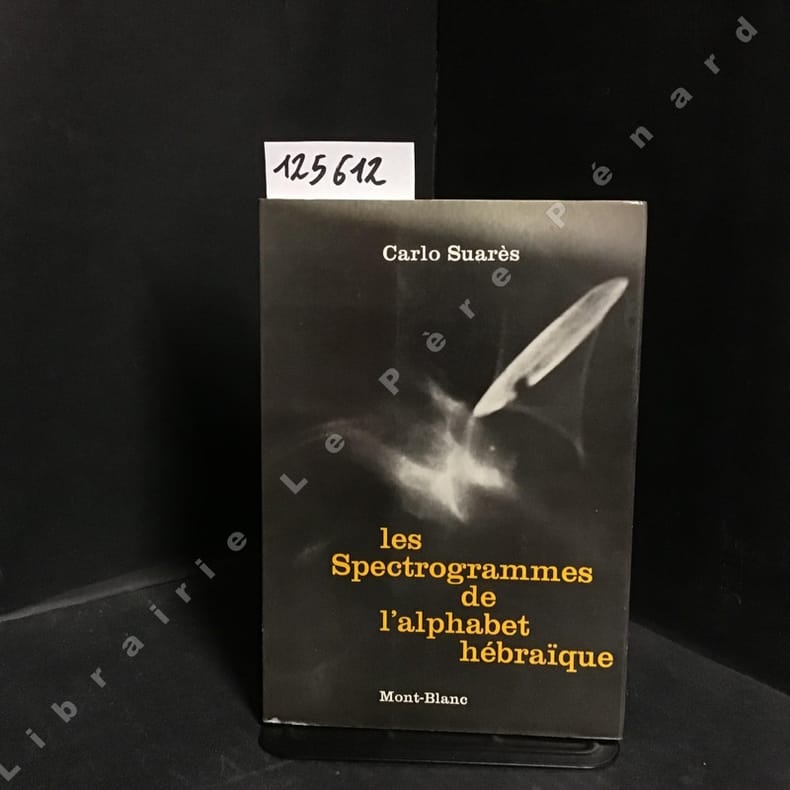 125612
Carlo Suarès
les
Spectrogrammes
de
l'alphabet
hébraïque
Mont-Blanc
Librairie Le Père Pénard